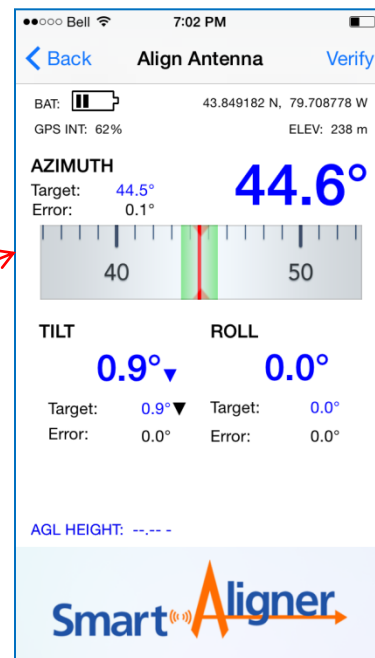 Bell 7:02 PM
Back Align Antenna Verify
BAT: 43.849182 N, 79.708778 W
GPS INT: 62% ELEV: 238 m
AZIMUTH 44.6°
Target: 44.5°
Error: 0.1°
40 50
TILT ROLL
0.9°▼ 0.0°
Target: 0.9°▼ Target: 0.0°
Error: 0.0° Error: 0.0°
AGL HEIGHT: --.-- -
Smart Aligner